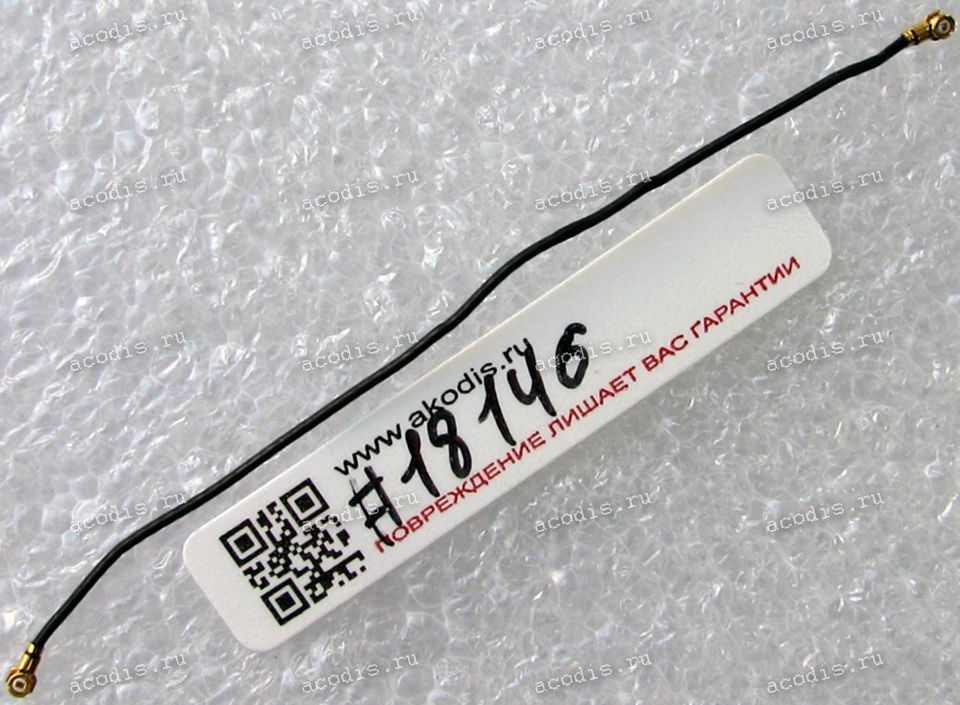 www.akodis.ru
#18146
ПОВРЕЖДЕНИЕ ЛИШАЕТ ВАС ГАРАНТИИ
acodis.ru